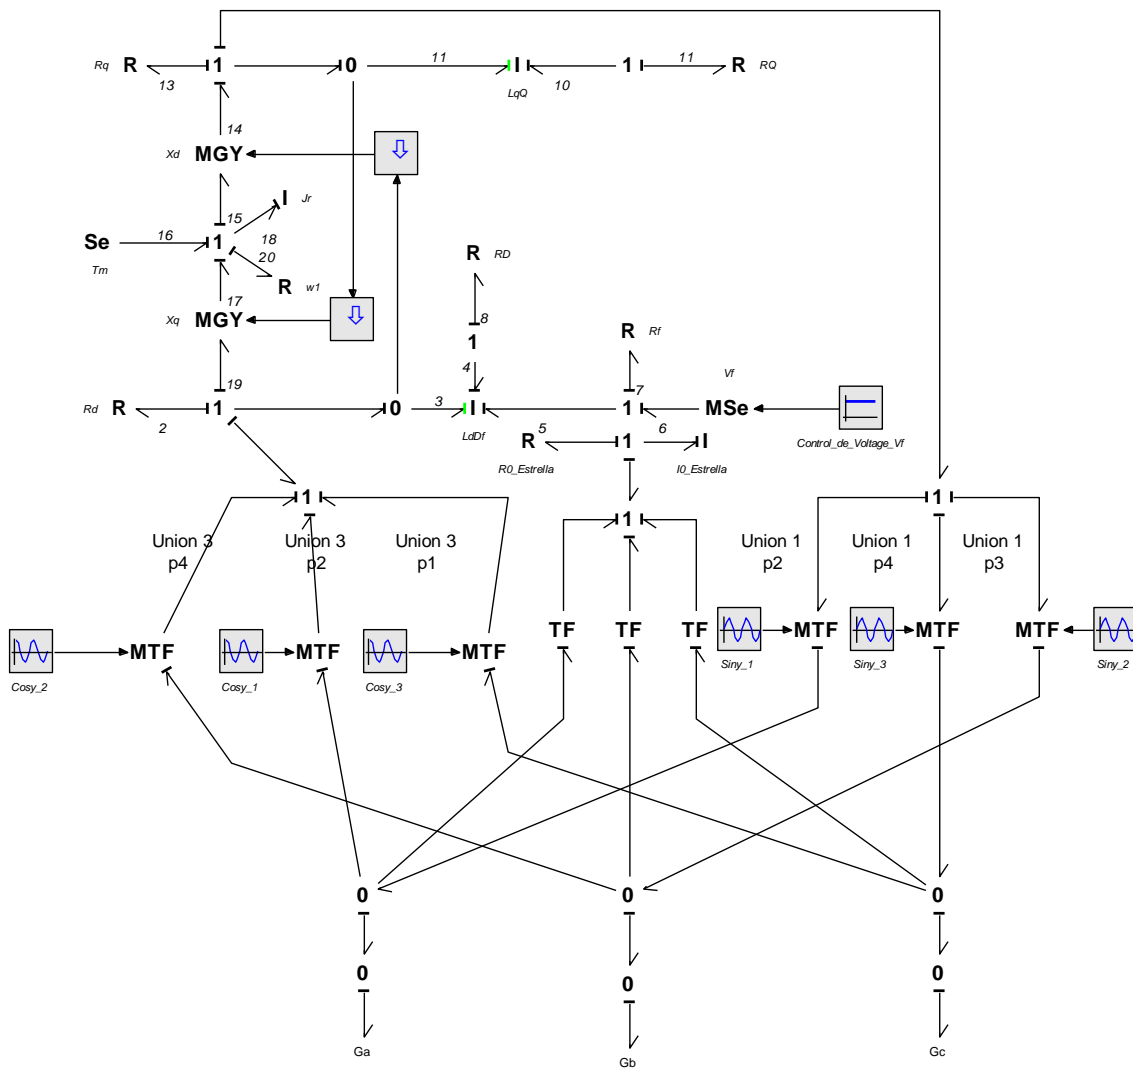 Rq R 1 0 11 I 1 11 R RQ
13 LqQ 10
14
Xd MGY
15 I Jr
Se 16 1 18
20
Tm R w1
R RD
17
Xq MGY
8
1
R Rf
4
19 7 Vf
Rd R 1 0 3 I 1 MSe
2 LdDf
R 5 1 6 I Control_de_Voltage_Vf
R0_Estrella I0_Estrella
1 1 1
Union 3 Union 3 Union 3 Union 1 Union 1 Union 1
p4 p2 p1 p2 p4 p3
TF TF TF MTF MTF MTF
MTF MTF MTF
Siny_1 Siny_3 Siny_2
Cosy_2 Cosy_1 Cosy_3
0 0 0
0 0 0
Ga Gb Gc